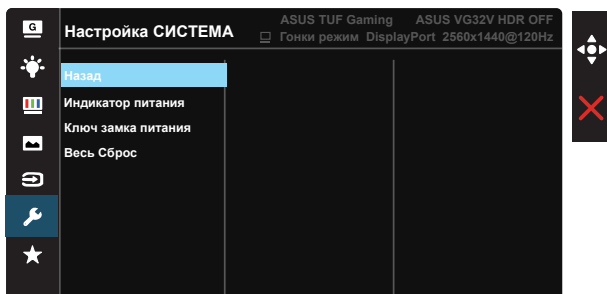 G
Настройка СИСТЕМА
ASUS TUF Gaming ASUS VG32V HDR OFF
Гонки режим DisplayPort 2560x1440@120Hz
Назад
Индикатор питания
Ключ замка питания
Весь Сброс